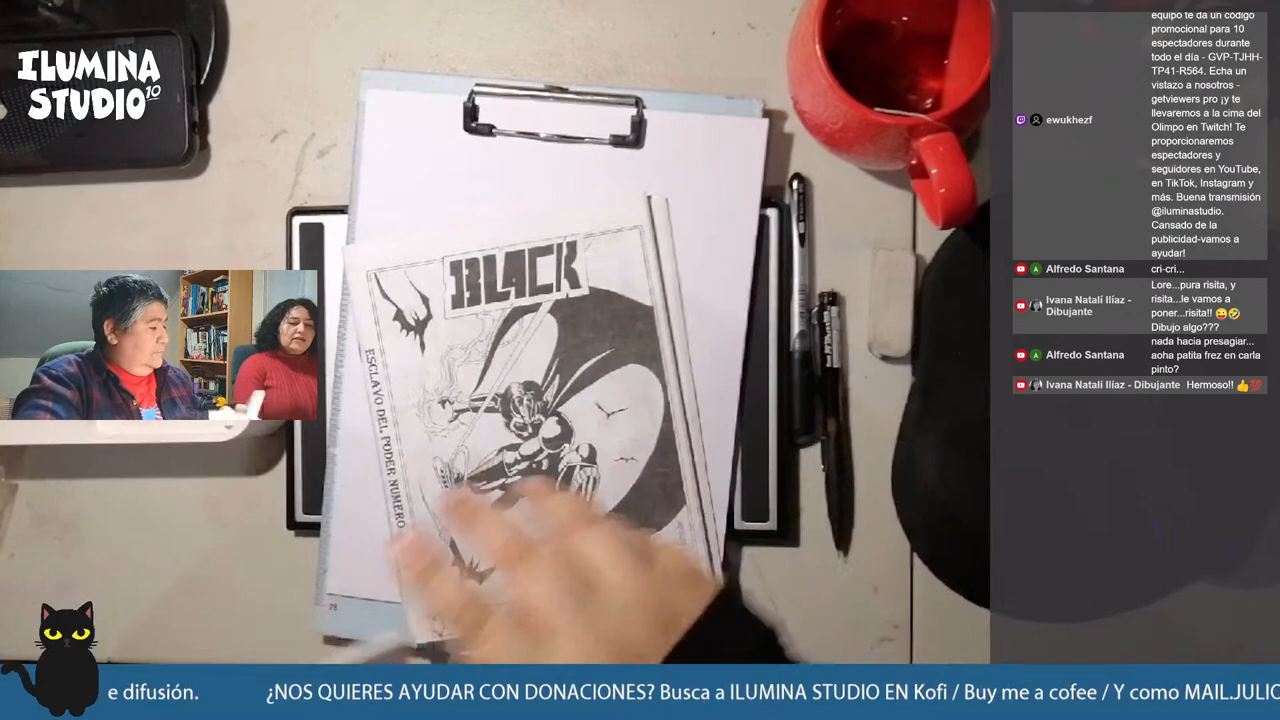 ILUMINA
STUDIO 20
BLACK
ESCLAVO DEL PODER NUMERO
29
equipo te da un código
promocional para 10
espectadores durante
todo el día - GVP-TJHH-
TP41-R564. Echa un
vistazo a nosotros -
getviewers pro ¡y te
llevaremos a la cima del
Olimpo en Twitch! Te
proporcionaremos
espectadores y
seguidores en YouTube,
en TikTok, Instagram y
más. Buena transmisión
@iluminastudio.
Cansado de la
publicidad-vamos a
ayudar!
ewukhezf
Alfredo Santana cri-cri...
Ivana Natalí Ilíaz -
Dibujante
Lore...pura risita, y
risita...le vamos a
poner...risita!! 😜🤣
Dibujo algo???
Alfredo Santana
nada hacia presagiar...
aoha patita frez en carla
pinto?
Ivana Natalí Ilíaz - Dibujante Hermoso!! 👍💯
e difusión. ¿NOS QUIERES AYUDAR CON DONACIONES? Busca a ILUMINA STUDIO EN Kofi / Buy me a cofee / Y como MAIL.JULIO